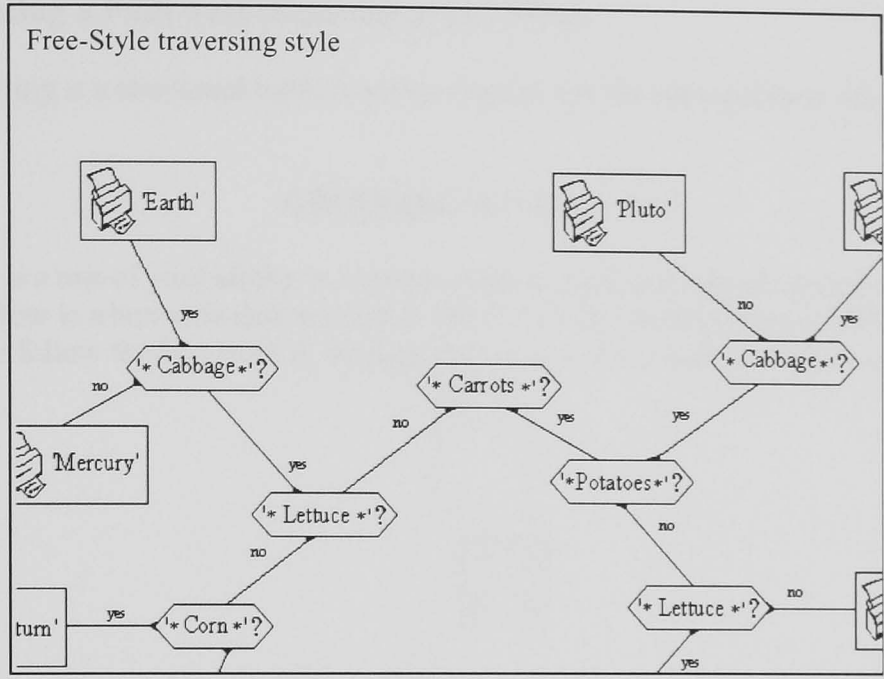 Free-Style traversing style
'Earth'
'Pluto'
yes
no
yes
'* Cabbage *'?
'* Cabbage *'?
no
'* Carrots *'?
no
yes
yes
'Mercury'
yes
'*Potatoes*'?
'* Lettuce *'?
no
no
no
yes
'* Lettuce *'?
turn'
'* Corn *'?
yes